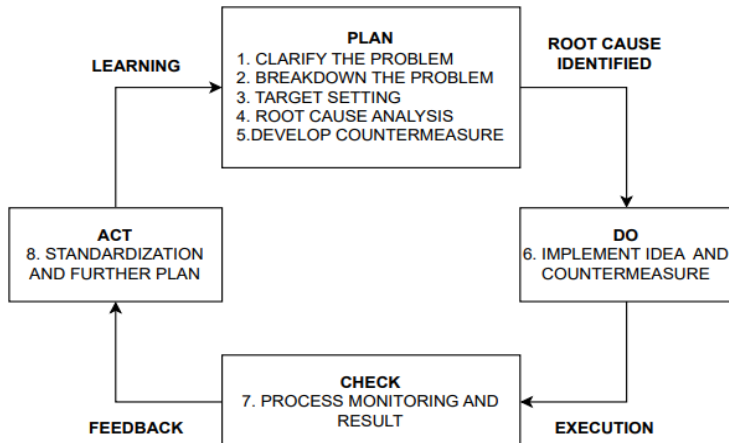 PLAN
1. CLARIFY THE PROBLEM
2. BREAKDOWN THE PROBLEM
3. TARGET SETTING
4. ROOT CAUSE ANALYSIS
5.DEVELOP COUNTERMEASURE
ROOT CAUSE
IDENTIFIED
DO
6. IMPLEMENT IDEA AND
COUNTERMEASURE
EXECUTION
CHECK
7. PROCESS MONITORING AND
RESULT
FEEDBACK
ACT
8. STANDARDIZATION
AND FURTHER PLAN
LEARNING